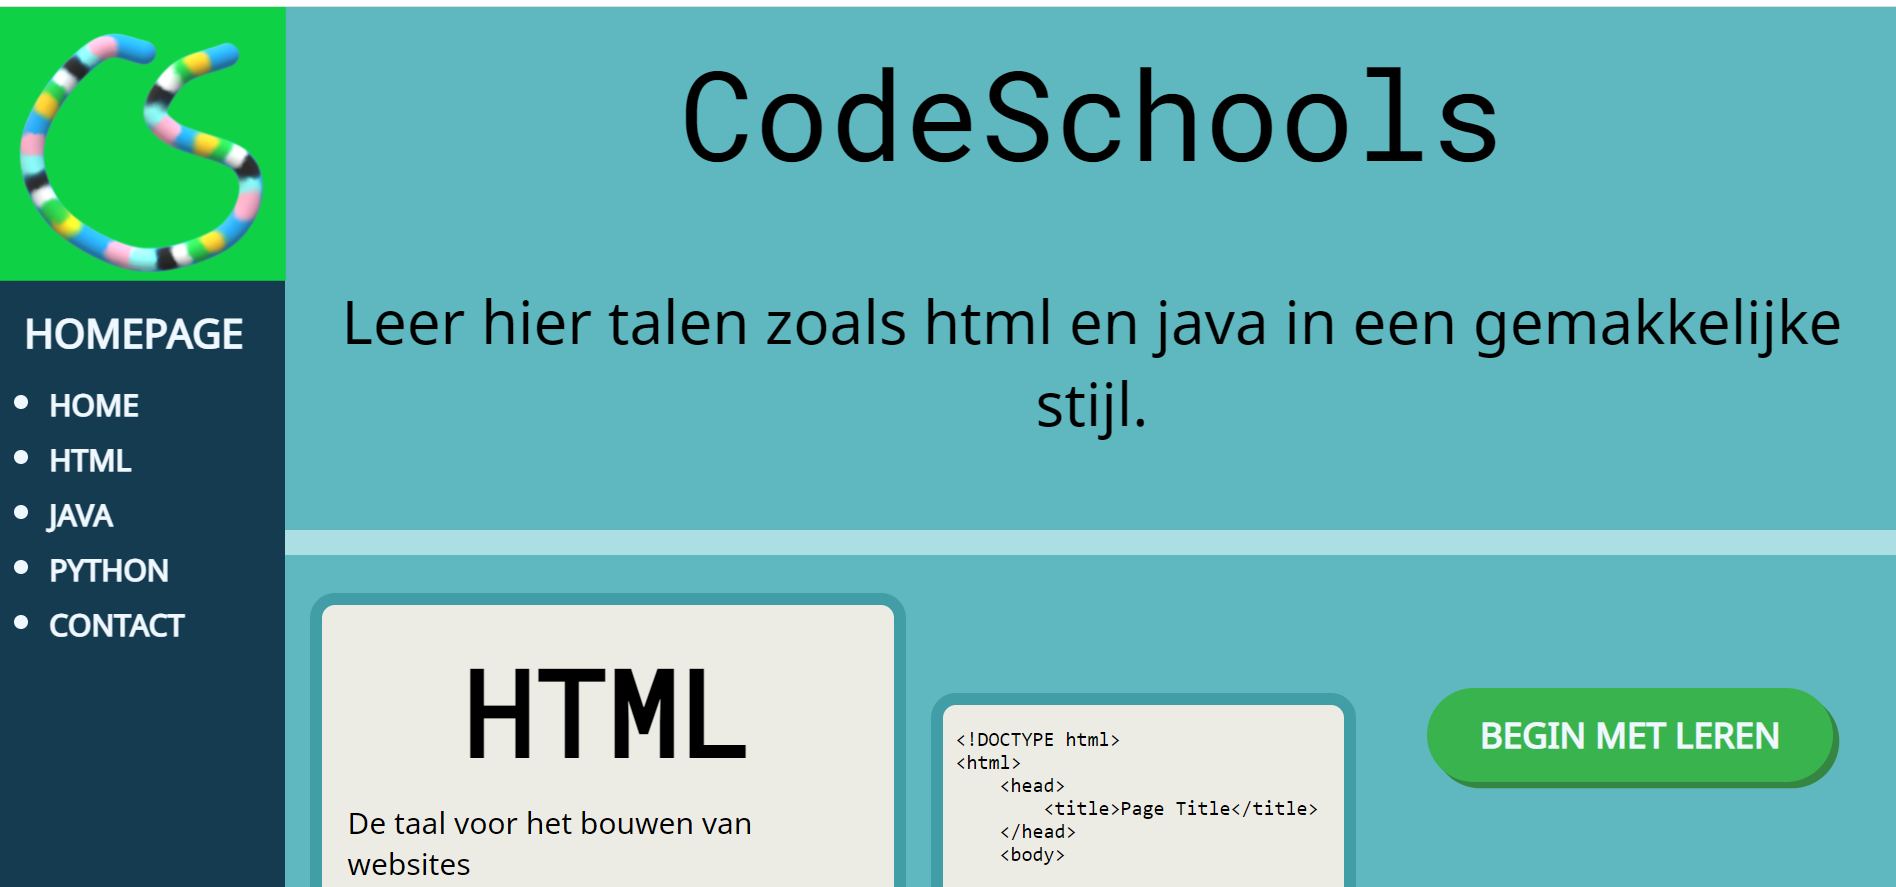 CS
CodeSchools
Leer hier talen zoals html en java in een gemakkelijke
stijl.
HOMEPAGE
HOME
HTML
JAVA
PYTHON
CONTACT
HTML
De taal voor het bouwen van
websites
<!DOCTYPE html>
<html>
    <head>
        <title>Page Title</title>
    </head>
    <body>
BEGIN MET LEREN